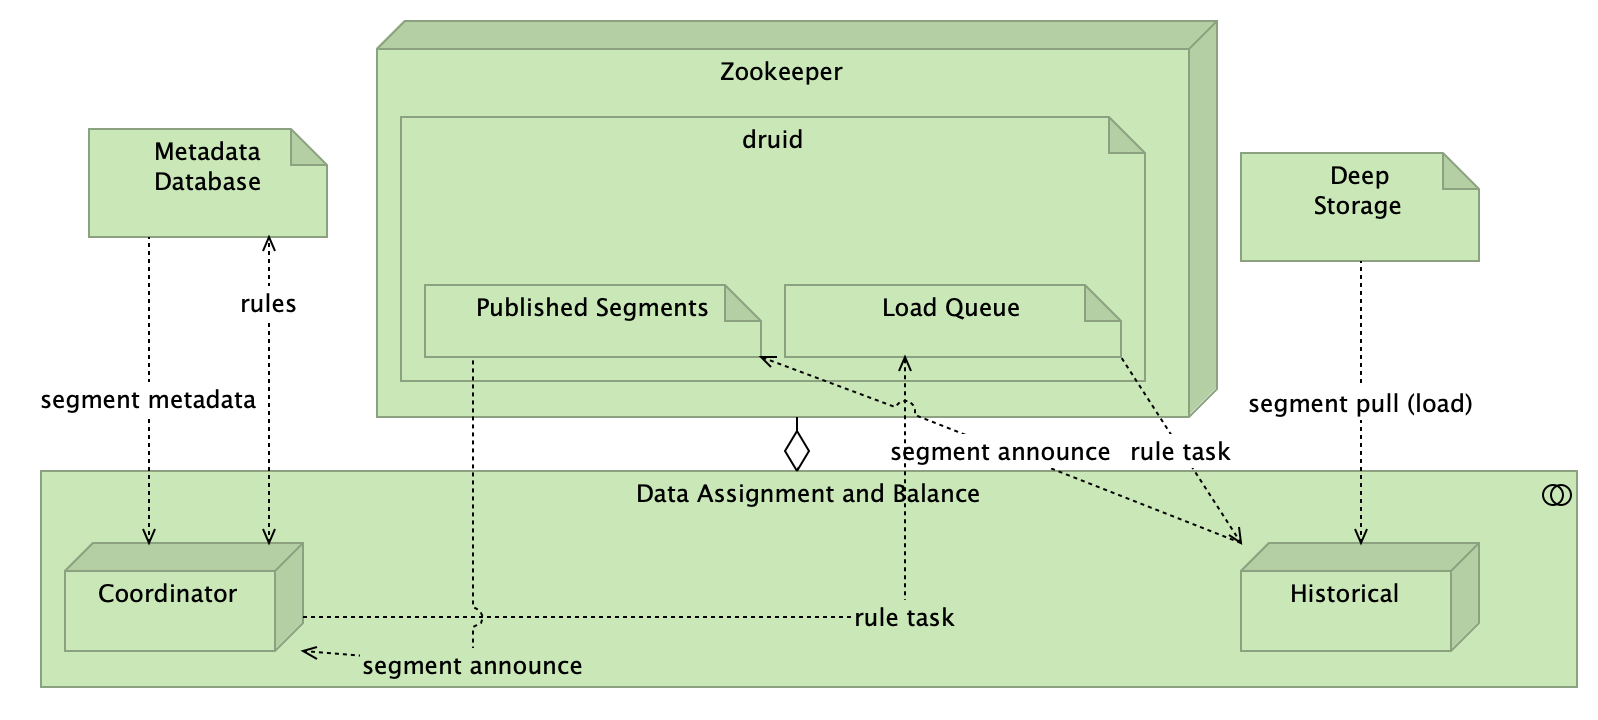 Zookeeper
druid
Metadata
Database
Deep
Storage
rules
Published Segments
Load Queue
segment metadata
segment pull (load)
segment announce
rule task
Data Assignment and Balance
Coordinator
Historical
rule task
segment announce